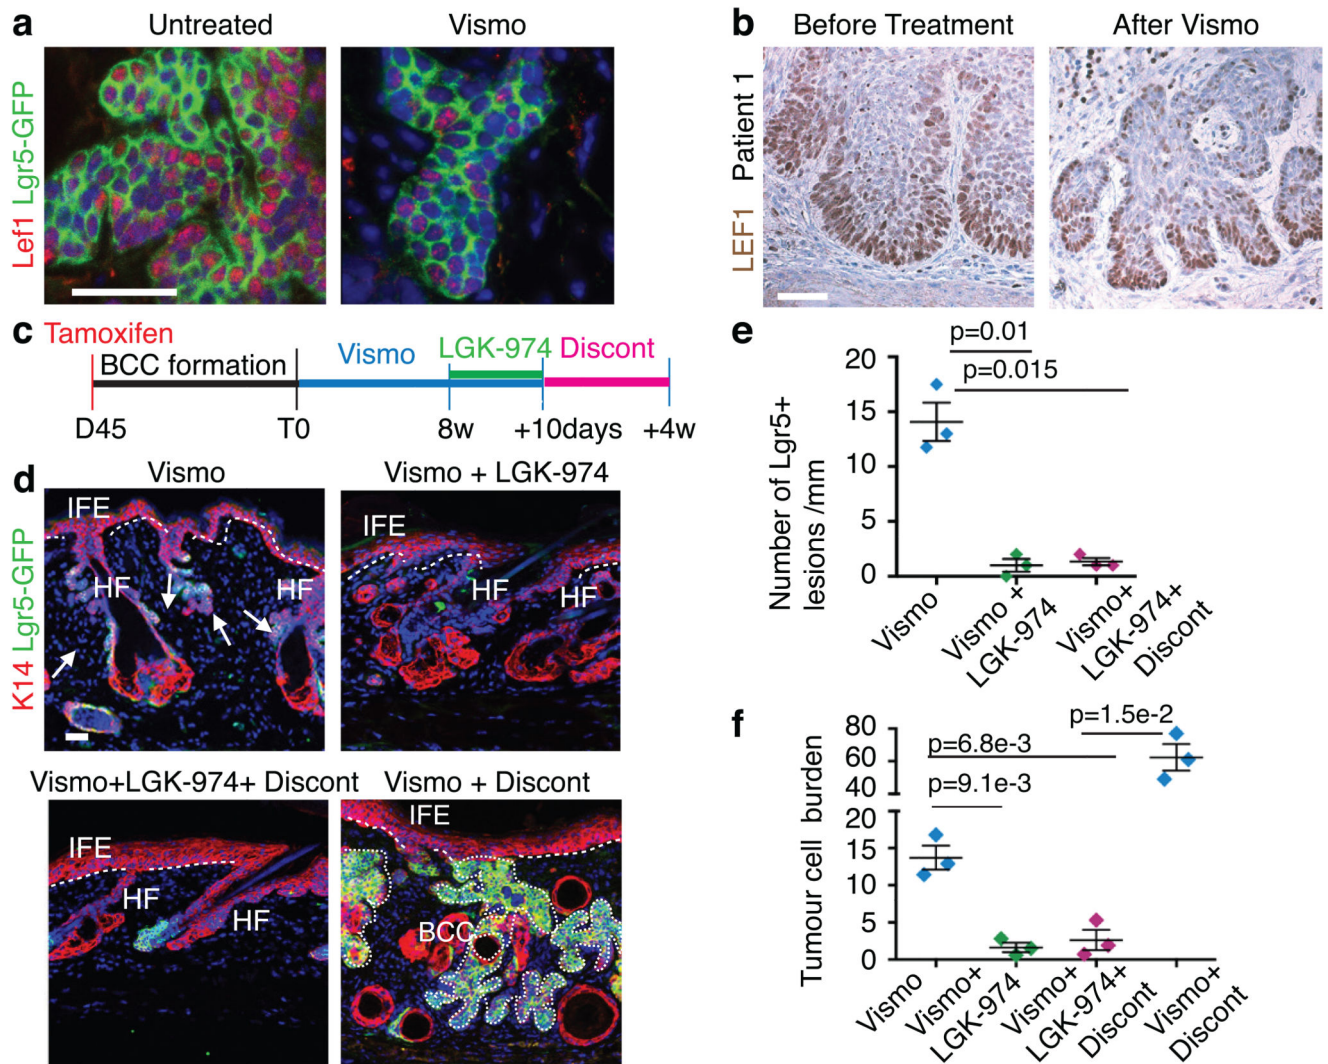 a
Untreated
Vismo
Lef1 Lgr5-GFP
b
Before Treatment
After Vismo
LEF1 Patient 1
c
Tamoxifen
BCC formation
Vismo
LGK-974
Discont
D45
T0
8w
+10days
+4w
d
Vismo
Vismo + LGK-974
K14 Lgr5-GFP
IFE
HF
HF
IFE
HF
HF
Vismo+LGK-974+ Discont
Vismo + Discont
IFE
HF
HF
IFE
BCC
e
p=0.01
p=0.015
Number of Lgr5+
lesions /mm
20
15
10
5
0
Vismo
Vismo +
LGK-974
Vismo+
LGK-974+
Discont
f
p=1.5e-2
p=6.8e-3
p=9.1e-3
Tumour cell burden
80
60
40
20
15
10
5
0
Vismo
Vismo+
LGK-974
Vismo+
LGK-974+
Discont
Vismo+
Discont